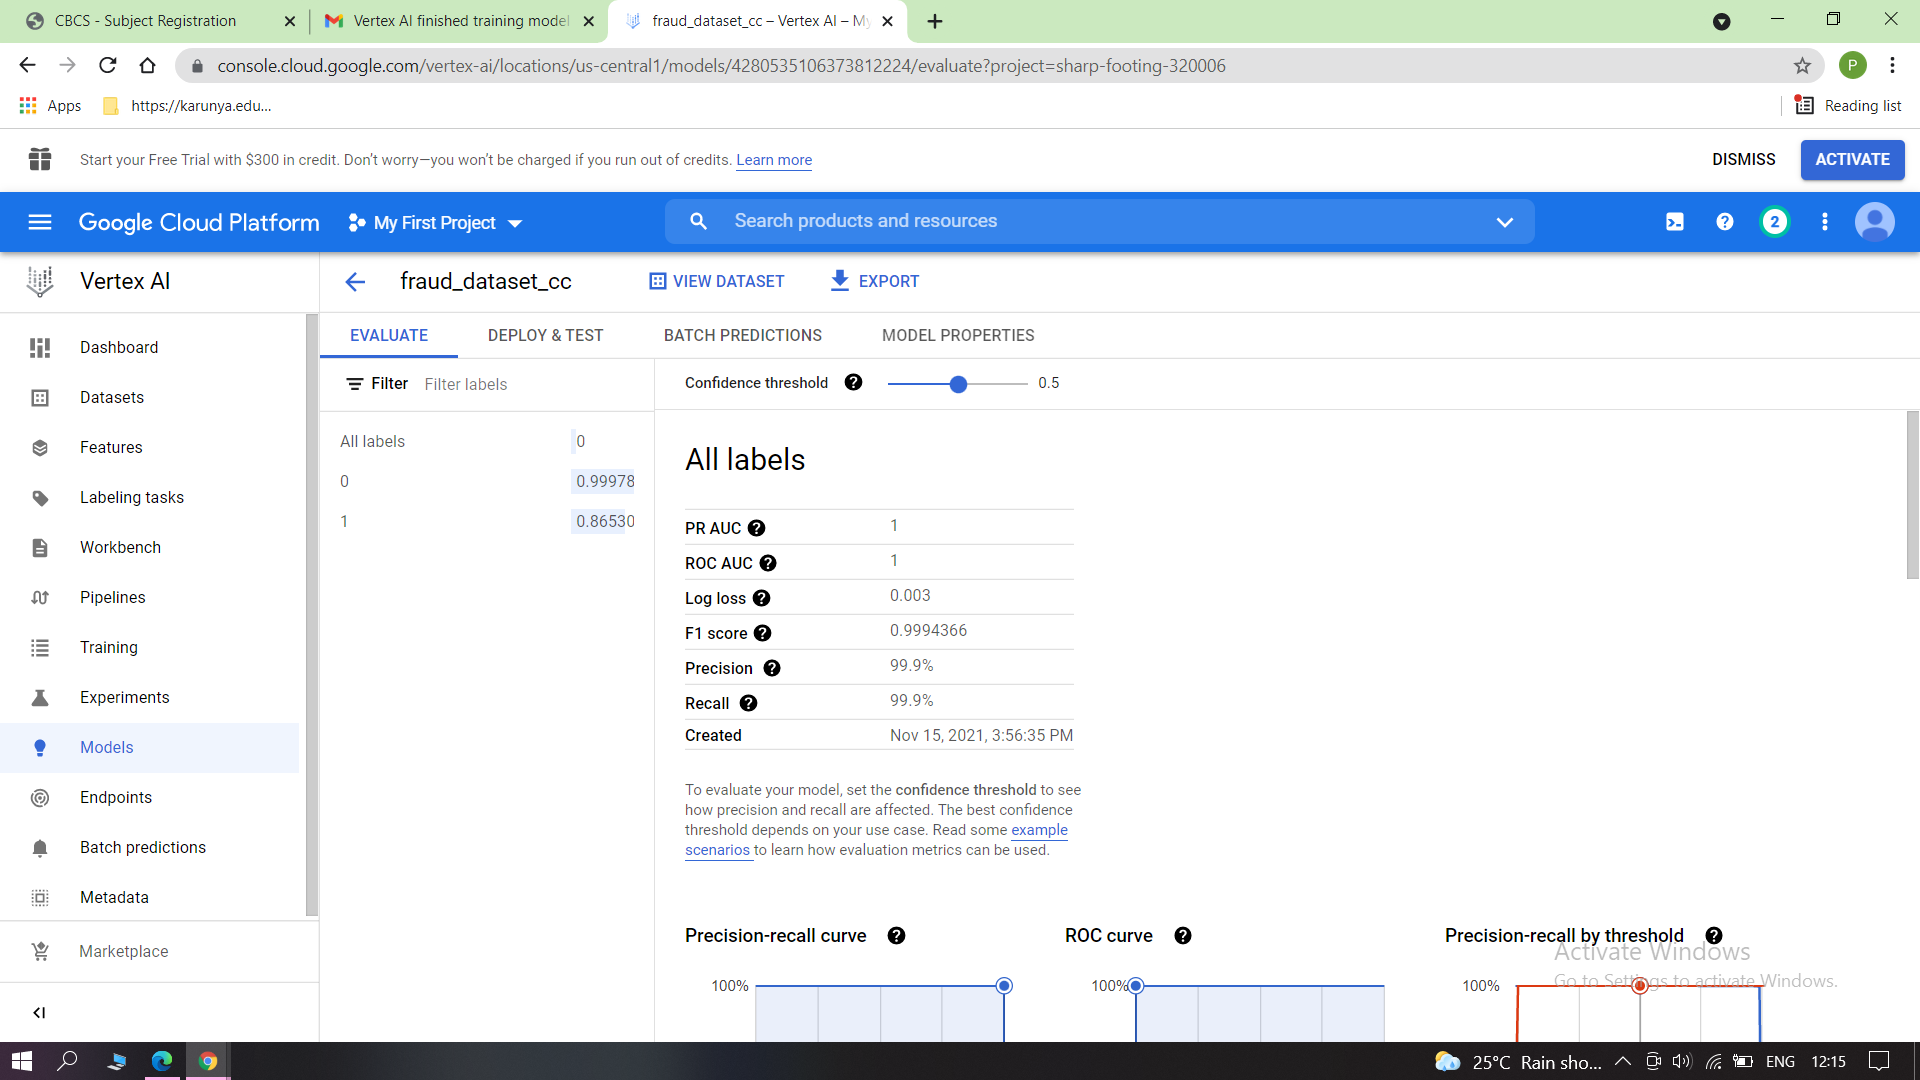 CBCS - Subject Registration
Vertex AI finished training model
fraud_dataset_cc – Vertex AI – My
console.cloud.google.com/vertex-ai/locations/us-central1/models/4280535106373812224/evaluate?project=sharp-footing-320006
P
Apps
https://karunya.edu...
Reading list
Start your Free Trial with $300 in credit. Don't worry—you won't be charged if you run out of credits. Learn more
DISMISS
ACTIVATE
Google Cloud Platform
My First Project
Search products and resources
2
Vertex AI
fraud_dataset_cc
VIEW DATASET
EXPORT
Dashboard
Datasets
Features
Labeling tasks
Workbench
Pipelines
Training
Experiments
Models
Endpoints
Batch predictions
Metadata
Marketplace
EVALUATE
DEPLOY & TEST
BATCH PREDICTIONS
MODEL PROPERTIES
Filter Filter labels
All labels 0
0 0.99978
1 0.86530
Confidence threshold 0.5
All labels
PR AUC 1
ROC AUC 1
Log loss 0.003
F1 score 0.9994366
Precision 99.9%
Recall 99.9%
Created Nov 15, 2021, 3:56:35 PM
To evaluate your model, set the confidence threshold to see
how precision and recall are affected. The best confidence
threshold depends on your use case. Read some example
scenarios to learn how evaluation metrics can be used.
Precision-recall curve
100%
ROC curve
100%
Precision-recall by threshold
100%
Activate Windows
Go to Settings to activate Windows.
25°C Rain sho...
ENG
12:15